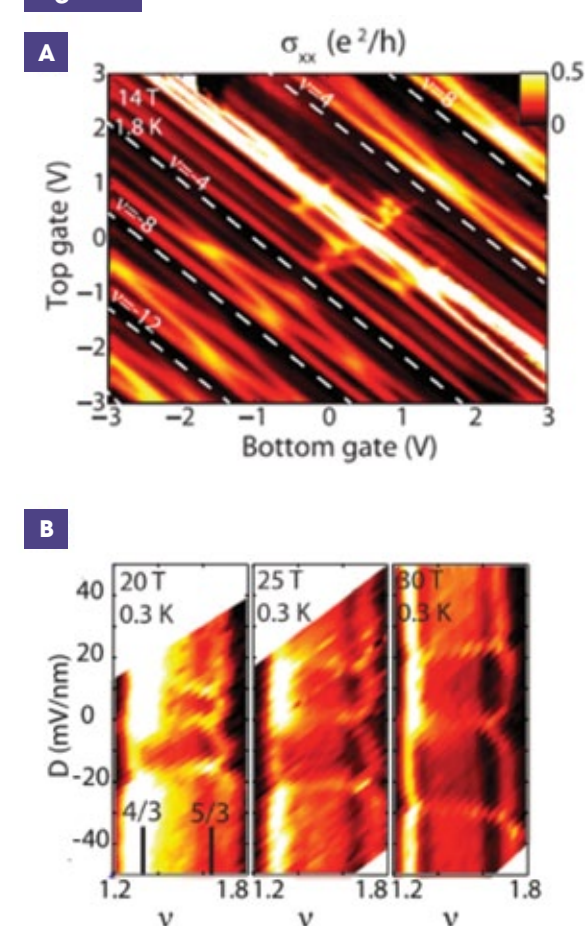 A
σxx (e²/h)
3
2
1
0
−1
−2
−3
Top gate (V)
14 T
1.8 K
ν=4
ν=8
ν=-4
ν=-8
ν=-12
0.5
0
−3
−2
−1
0
1
2
3
Bottom gate (V)
B
20 T
0.3 K
25 T
0.3 K
30 T
0.3 K
40
20
0
-20
-40
D (mV/nm)
4/3
5/3
1.2
1.8
1.2
1.8
1.2
1.8
ν
ν
ν